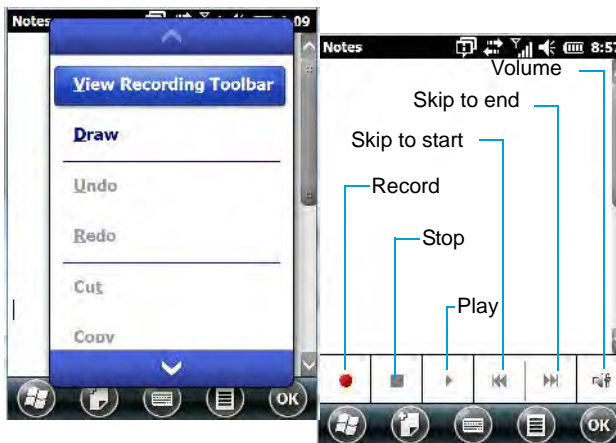 Notes
09
View Recording Toolbar
Draw
Undo
Redo
Cut
Copy
OK
Notes
8:57
Volume
Skip to end
Skip to start
Record
Stop
Play
OK